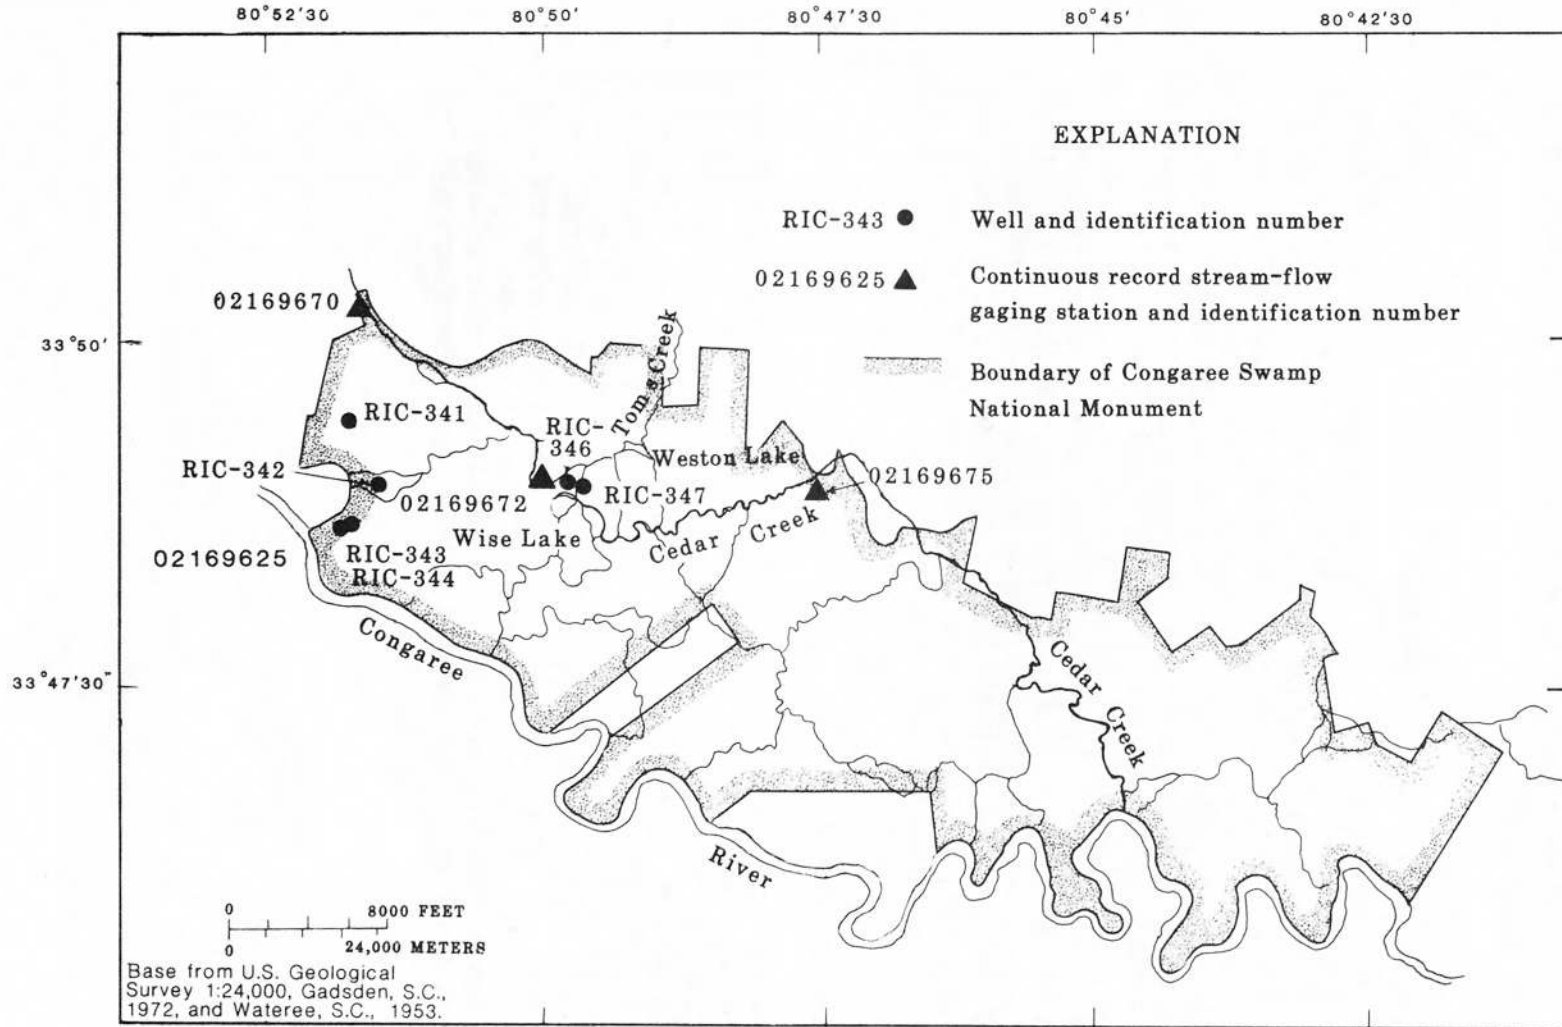 80°52'30 80°50' 80°47'30 80°45' 80°42'30
EXPLANATION
RIC-343 Well and identification number
02169625 Continuous record stream-flow
gaging station and identification number
Boundary of Congaree Swamp
National Monument
02169670
33°50'
Tom s Creek
RIC-341
RIC-
346
RIC-342
Weston Lake
02169675
02169672
RIC-347
Wise Lake
Cedar Creek
02169625
RIC-343
RIC-344
Congaree
33°47'30"
Cedar Creek
River
0 8000 FEET
0 24,000 METERS
Base from U.S. Geological
Survey 1:24,000, Gadsden, S.C.,
1972, and Wateree, S.C., 1953.